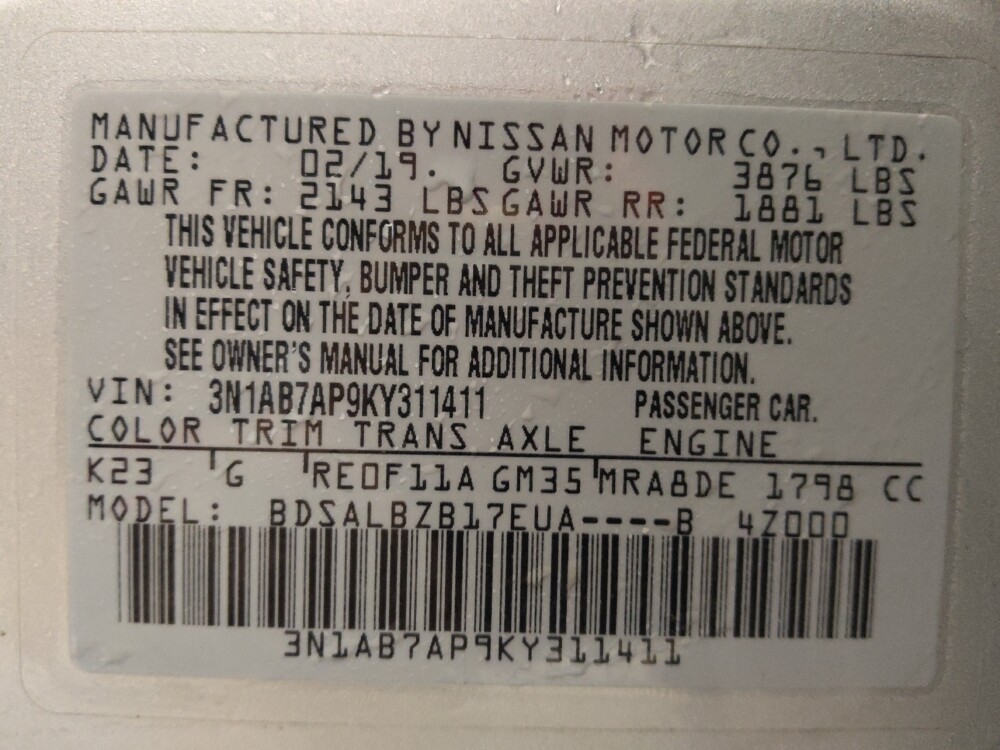 MANUFACTURED BY NISSAN MOTOR CO., LTD.
DATE: 02/19. GVWR: 3876 LBS
GAWR FR: 2143 LBS GAWR RR: 1881 LBS
THIS VEHICLE CONFORMS TO ALL APPLICABLE FEDERAL MOTOR
VEHICLE SAFETY, BUMPER AND THEFT PREVENTION STANDARDS
IN EFFECT ON THE DATE OF MANUFACTURE SHOWN ABOVE.
SEE OWNER'S MANUAL FOR ADDITIONAL INFORMATION.
VIN: 3N1AB7AP9KY311411 PASSENGER CAR.
COLOR TRIM TRANS AXLE ENGINE
K23 G RE0F11A GM35 MRA8DE 1798 CC
MODEL: BDSALBZB17EUA----B 4Z000
3N1AB7AP9KY311411